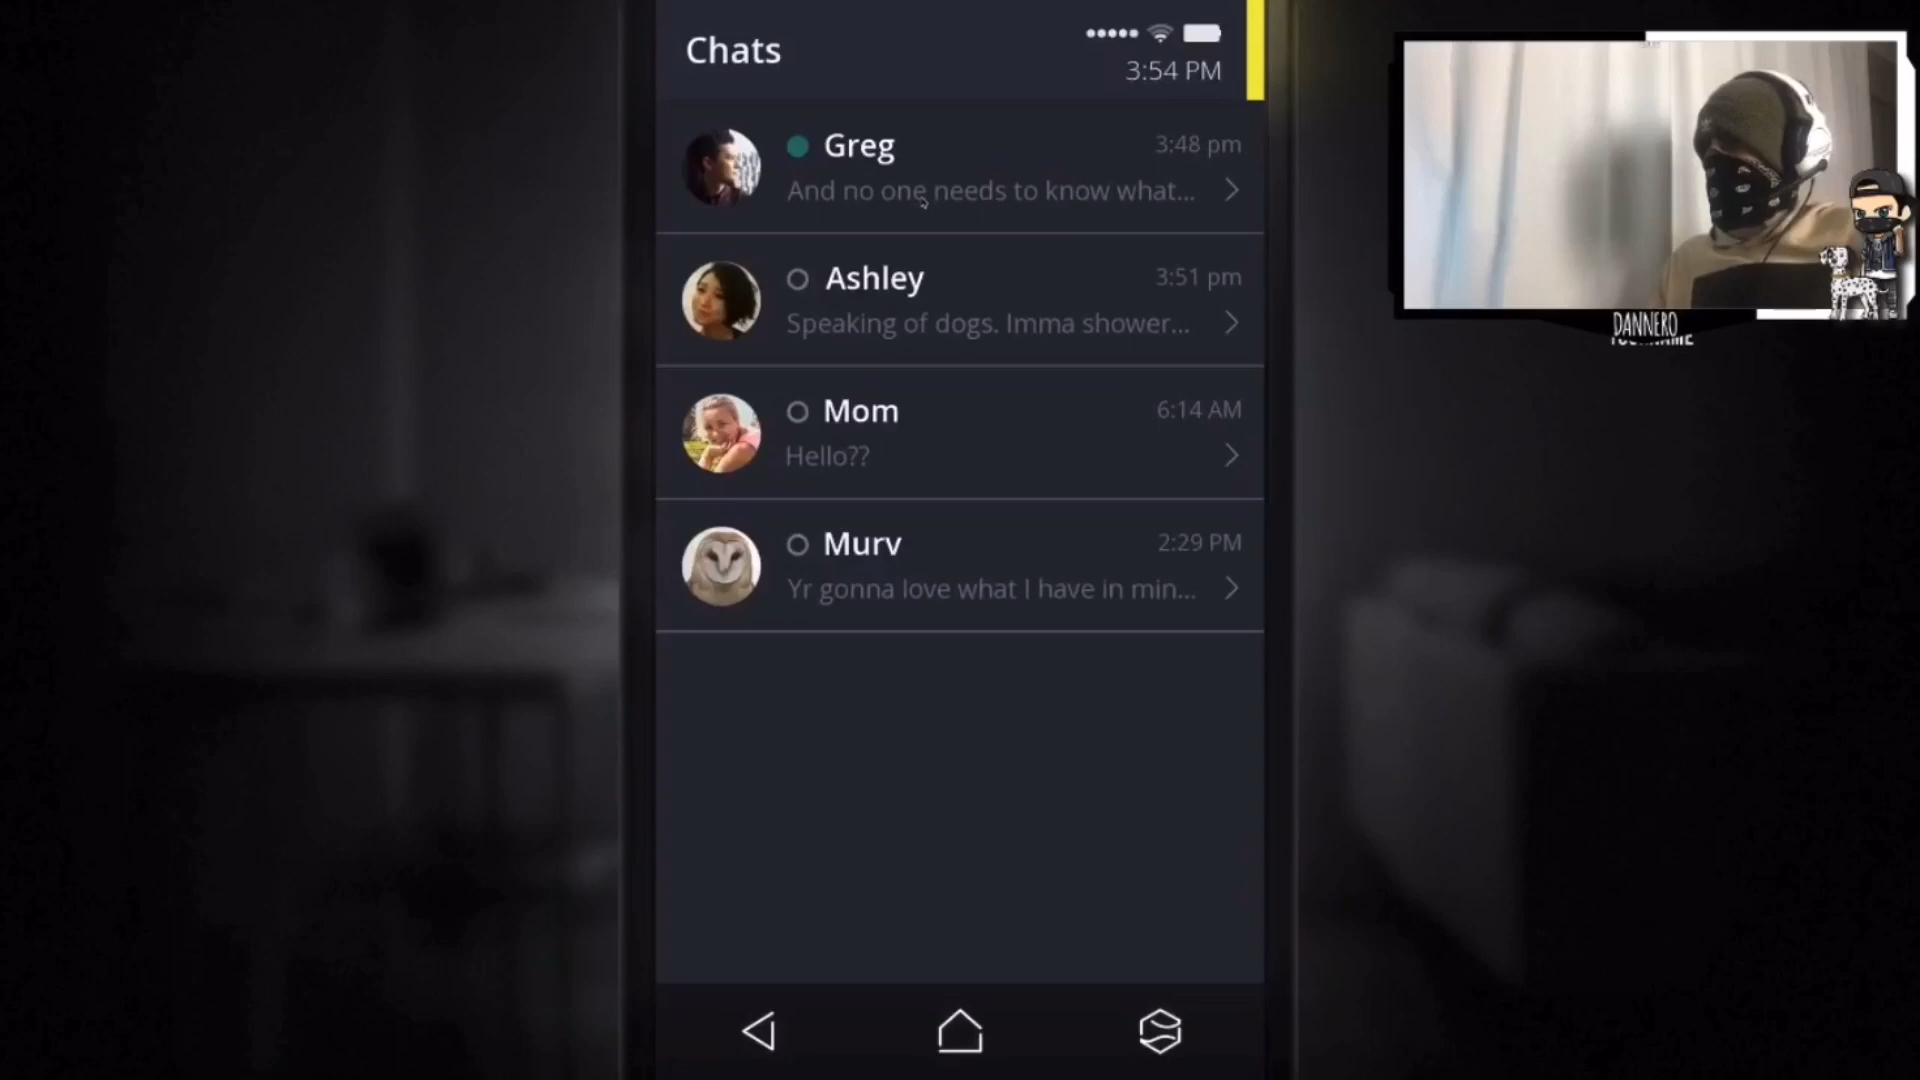 Chats
3:54 PM
Greg
3:48 pm
And no one needs to know what...
Ashley
3:51 pm
Speaking of dogs. Imma shower...
Mom
6:14 AM
Hello??
Murv
2:29 PM
Yr gonna love what I have in min...
DANNERO